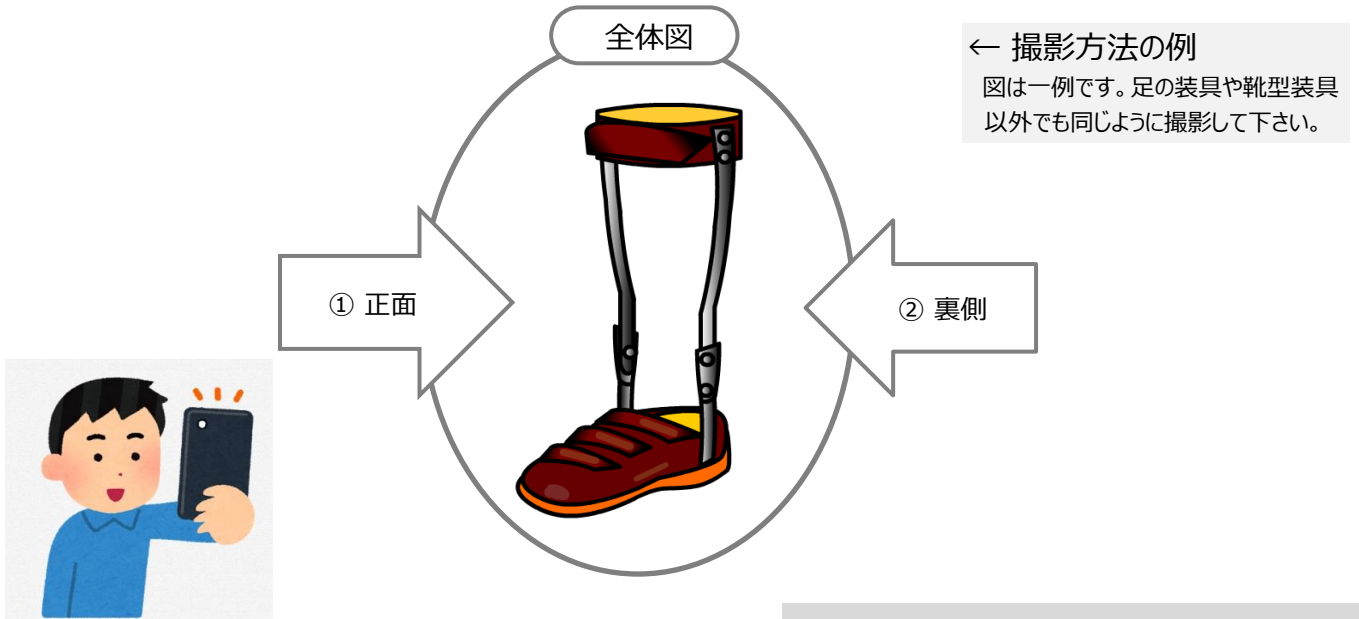 全体図
← 撮影方法の例
図は一例です。足の装具や靴型装具
以外でも同じように撮影して下さい。
① 正面
② 裏側